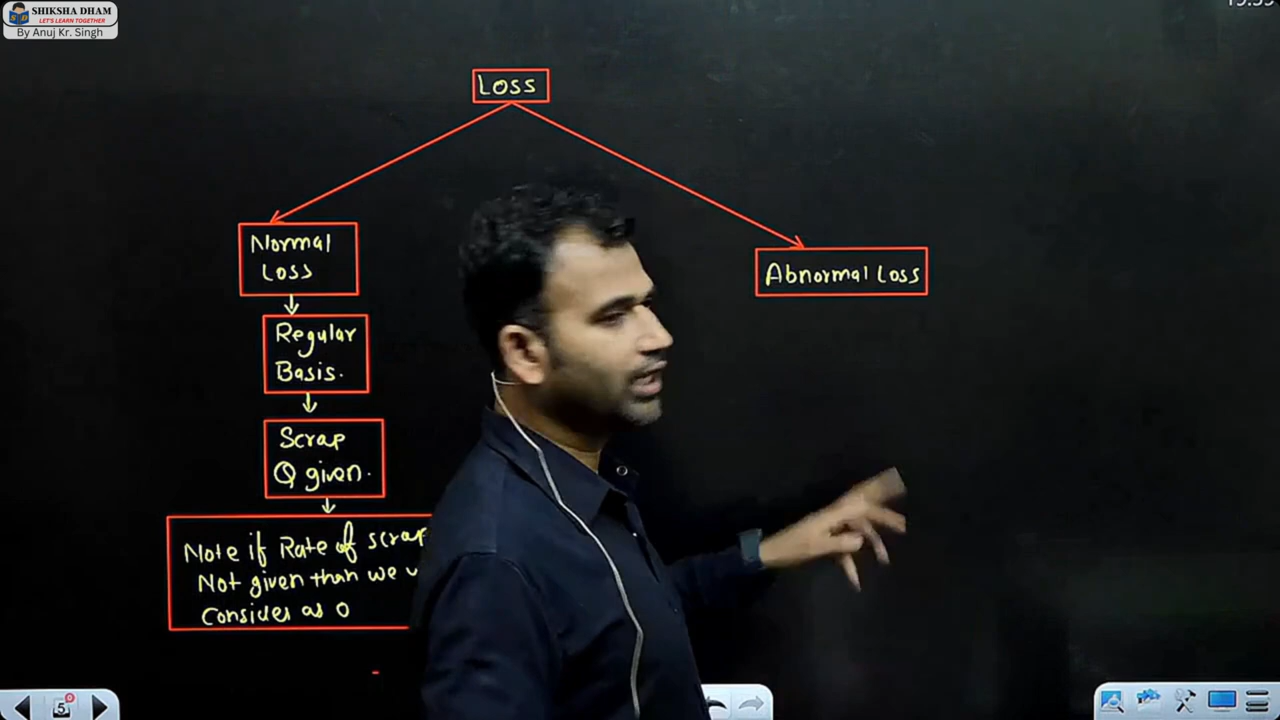 SHIKSHA DHAM
LET'S LEARN TOGETHER
By Anuj Kr. Singh
Loss
Normal
Loss
Abnormal Loss
Regular
Basis.
Scrap
Q given.
Note if Rate of scrap
Not given than we
Consider as 0
5